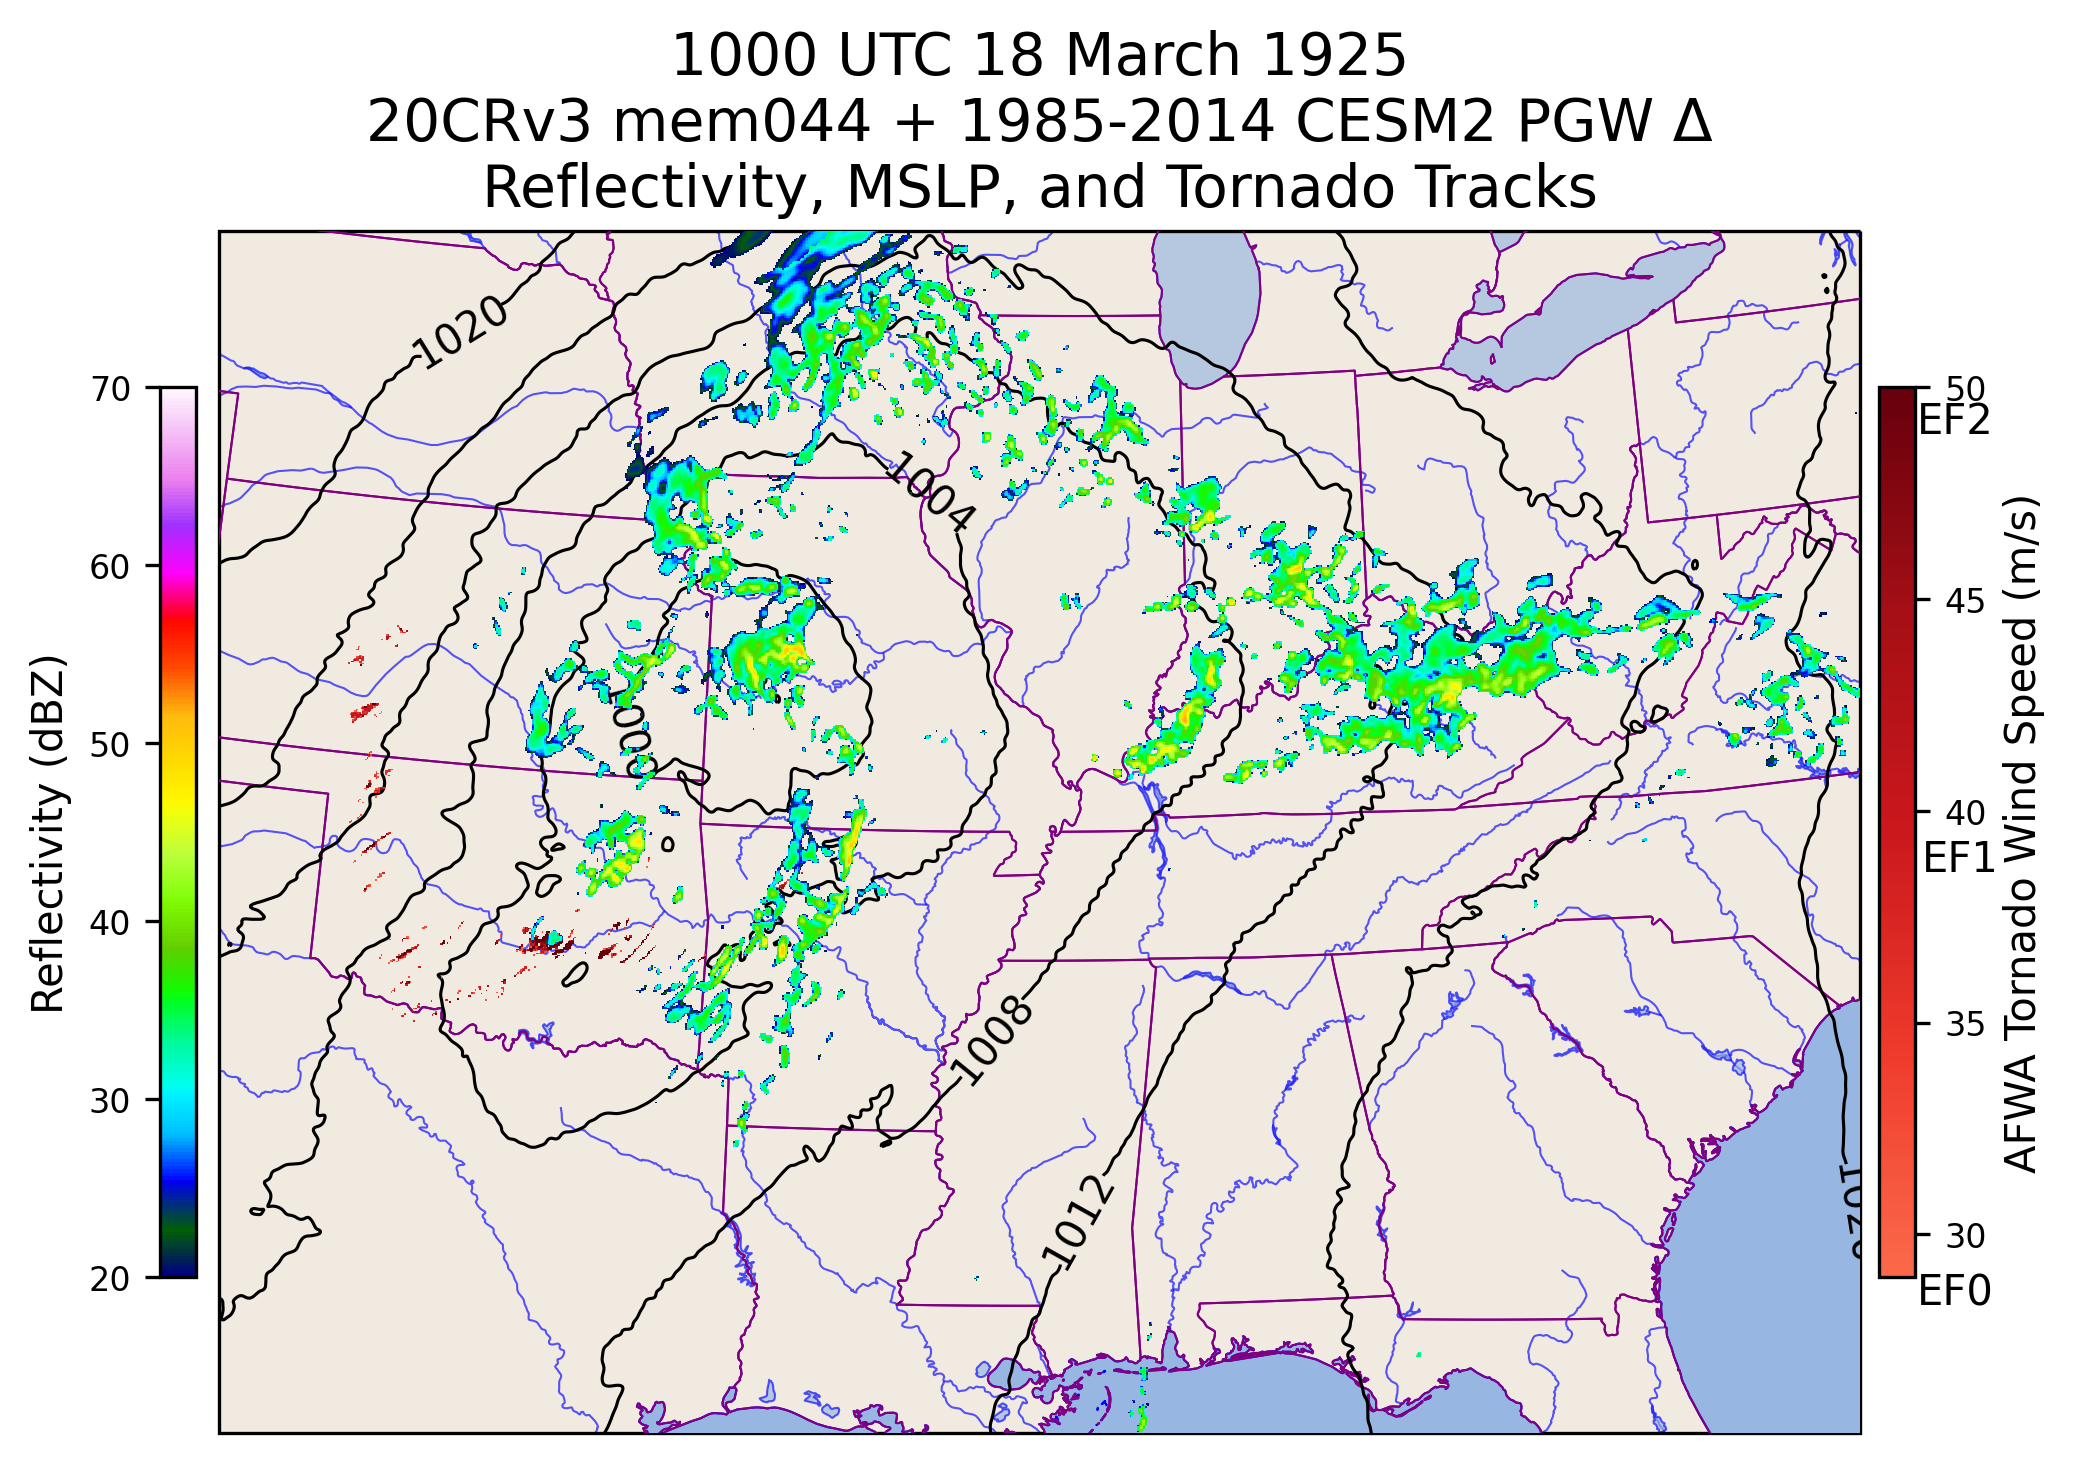 1000 UTC 18 March 1925
20CRv3 mem044 + 1985-2014 CESM2 PGW Δ
Reflectivity, MSLP, and Tornado Tracks
Reflectivity (dBZ)
70
60
50
40
30
20
1020
1004
1000
1008
1012
1020
50
EF2
45
40
EF1
35
30
EF0
AFWA Tornado Wind Speed (m/s)